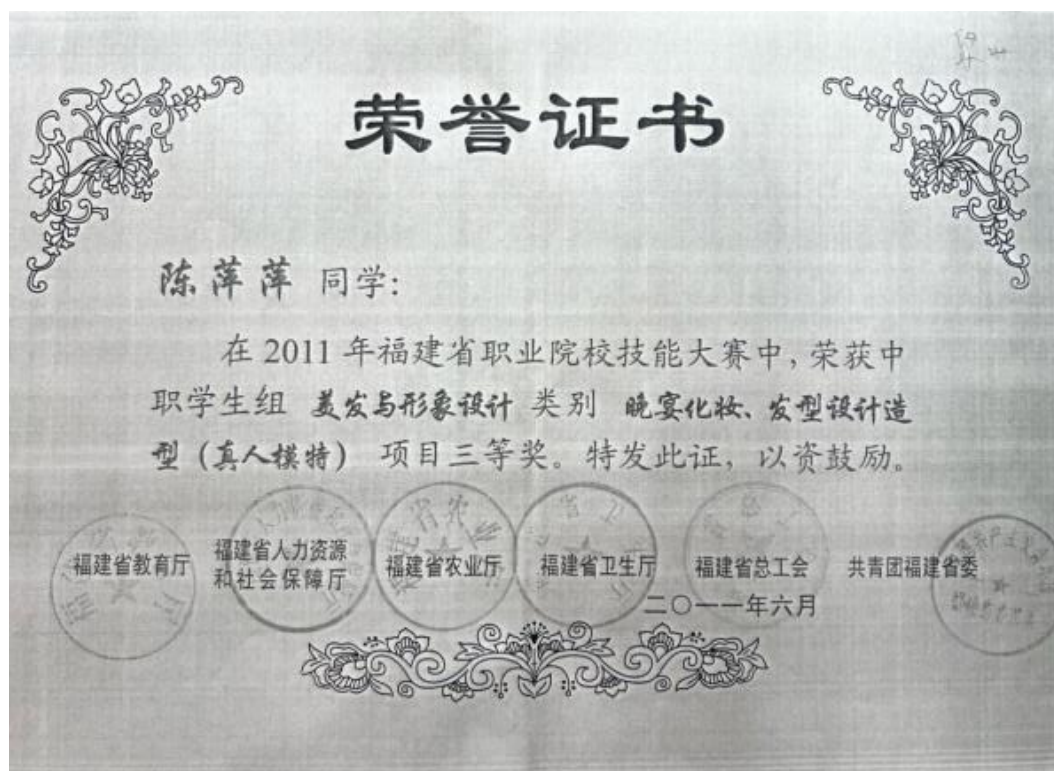 荣誉证书
陈萍萍 同学:
在 2011 年福建省职业院校技能大赛中, 荣获中
职学生组 美发与形象设计 类别 晚宴化妆、发型设计造
型 (真人模特) 项目三等奖。特发此证, 以资鼓励。
福建省教育厅 福建省人力资源和社会保障厅 福建省农业厅 福建省卫生厅 福建省总工会 共青团福建省委
二〇一一年六月